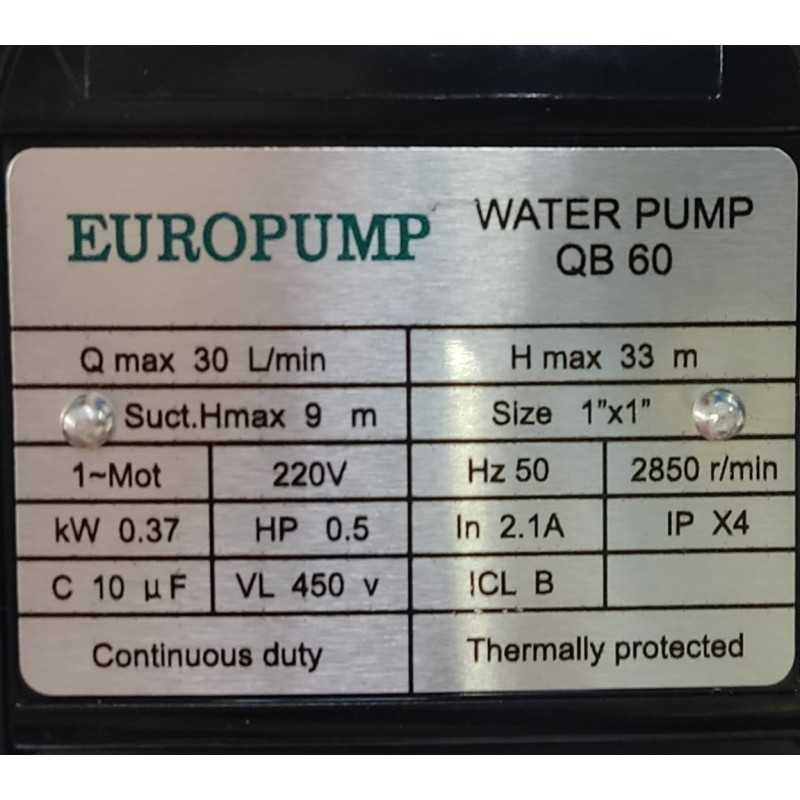 EUROPUMP
WATER PUMP
QB 60
Q max 30 L/min
H max 33 m
Suct.Hmax 9 m
Size 1"x1"
1~Mot
220V
Hz 50
2850 r/min
kW 0.37
HP 0.5
In 2.1A
IP X4
C 10 µF
VL 450 v
ICL B
Continuous duty
Thermally protected